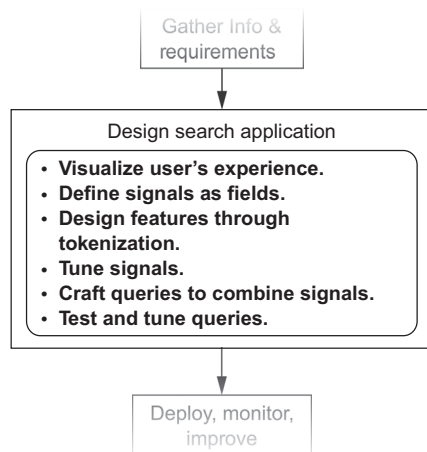 Gather Info &
requirements
Design search application
• Visualize user's experience.
• Define signals as fields.
• Design features through
tokenization.
• Tune signals.
• Craft queries to combine signals.
• Test and tune queries.
Deploy, monitor,
improve